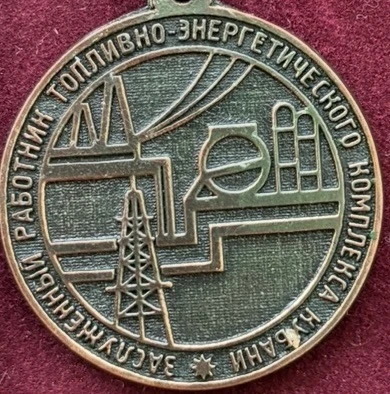 ЗАСЛУЖЕННЫЙ РАБОТНИК ТОПЛИВНО-ЭНЕРГЕТИЧЕСКОГО КОМПЛЕКСА КУБАНИ